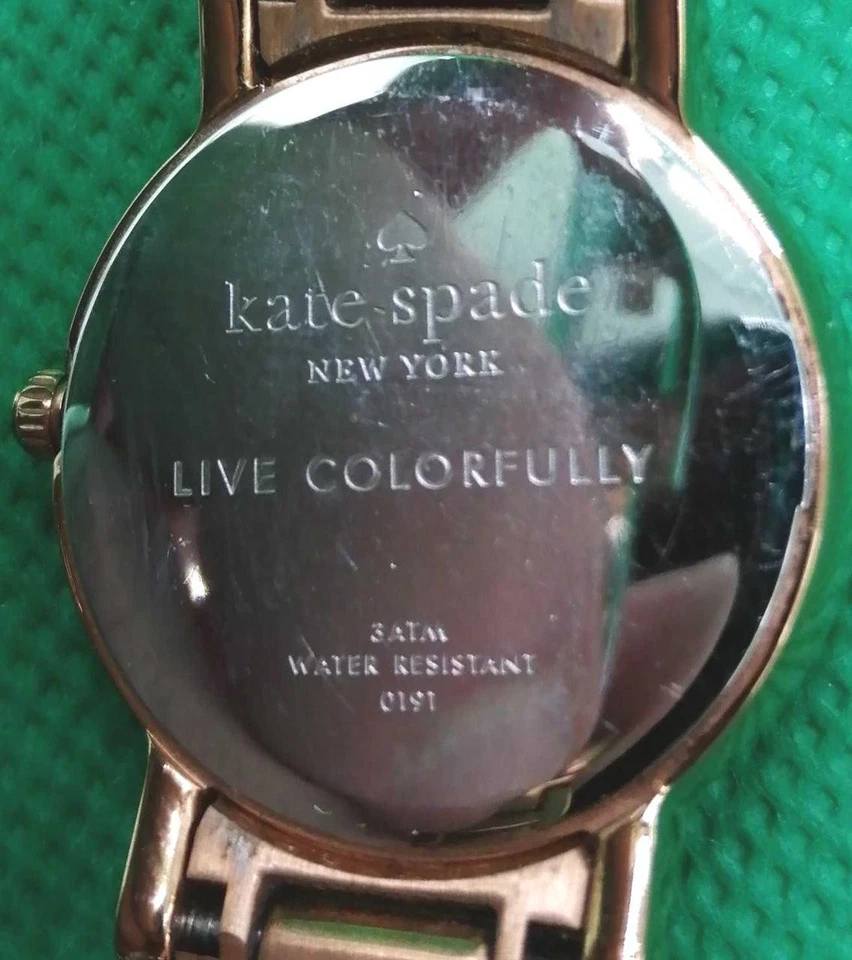 kate spade
NEW YORK
LIVE COLORFULLY
3ATM
WATER RESISTANT
0191